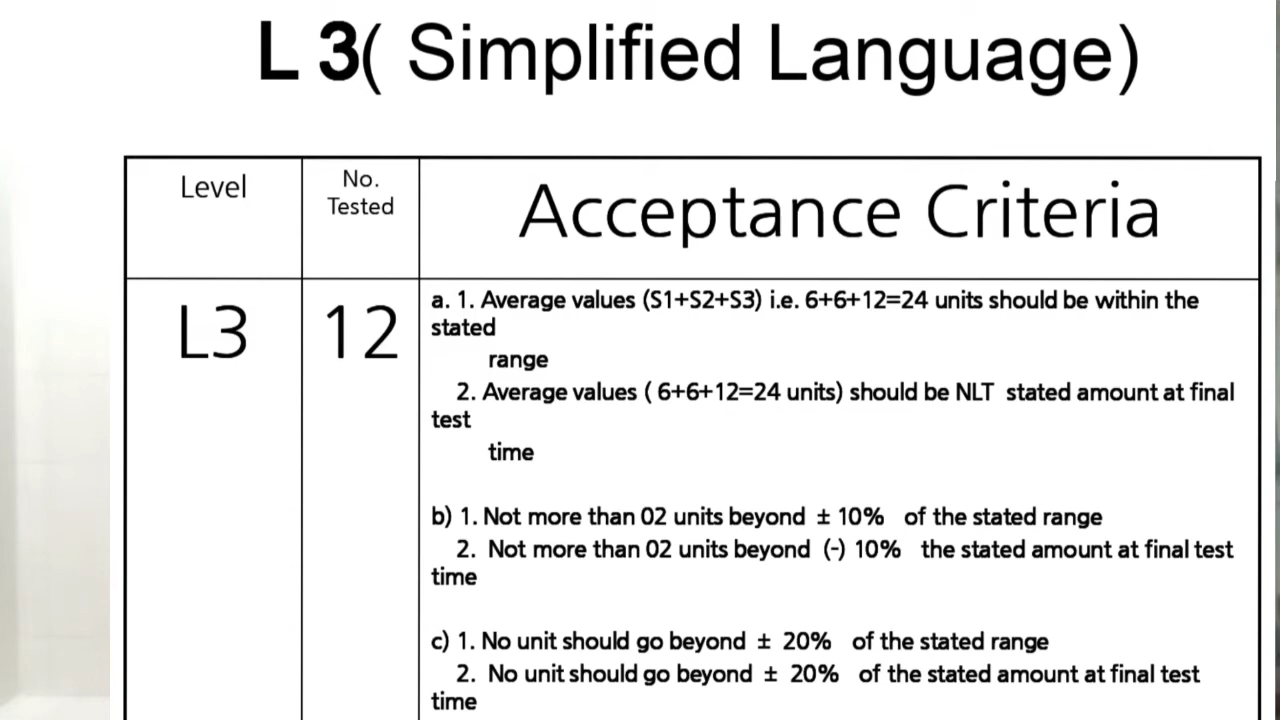 L 3( Simplified Language)
Level
No.
Tested
Acceptance Criteria
L3
12
a. 1. Average values (S1+S2+S3) i.e. 6+6+12=24 units should be within the
stated
range
2. Average values ( 6+6+12=24 units) should be NLT stated amount at final
test
time
b) 1. Not more than 02 units beyond ± 10% of the stated range
2. Not more than 02 units beyond (-) 10% the stated amount at final test
time
c) 1. No unit should go beyond ± 20% of the stated range
2. No unit should go beyond ± 20% of the stated amount at final test
time